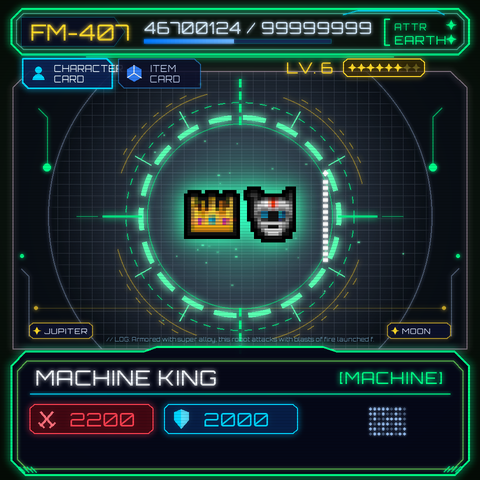 FM-407
46700124 / 99999999
ATTR
EARTH
CHARACTER
CARD
ITEM
CARD
LV. 6
JUPITER
MOON
// LOG: Armored with super alloy, this robot attacks with blasts of fire launched f
MACHINE KING
[MACHINE]
2200
2000